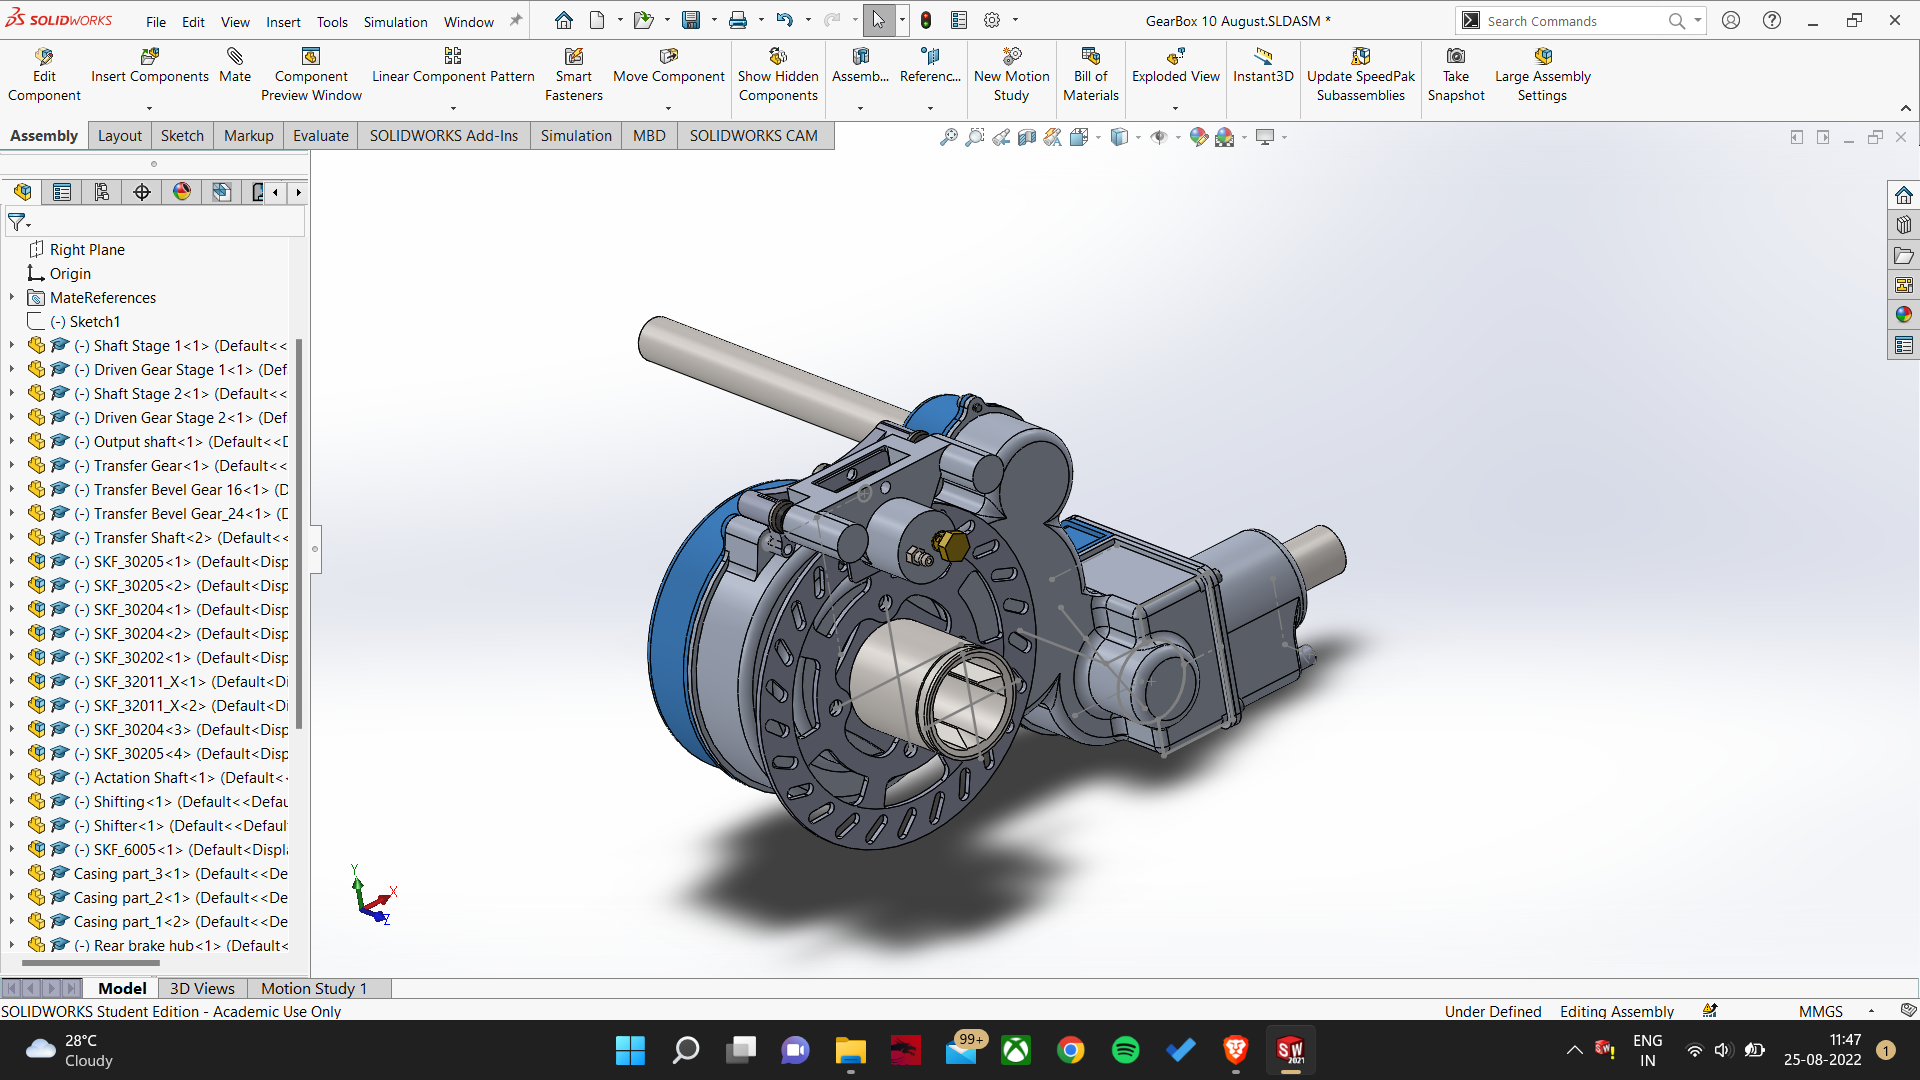 SOLIDWORKS File Edit View Insert Tools Simulation Window GearBox 10 August.SLDASM * Search Commands
Edit Component
Insert Components
Mate
Component Preview Window
Linear Component Pattern
Smart Fasteners
Move Component
Show Hidden Components
Assemb...
Referenc...
New Motion Study
Bill of Materials
Exploded View
Instant3D
Update SpeedPak Subassemblies
Take Snapshot
Large Assembly Settings
Assembly Layout Sketch Markup Evaluate SOLIDWORKS Add-Ins Simulation MBD SOLIDWORKS CAM
Right Plane
Origin
MateReferences
(-) Sketch1
(-) Shaft Stage 1<1> (Default<<
(-) Driven Gear Stage 1<1> (Def
(-) Shaft Stage 2<1> (Default<<
(-) Driven Gear Stage 2<1> (Def
(-) Output shaft<1> (Default<<D
(-) Transfer Gear<1> (Default<<
(-) Transfer Bevel Gear 16<1> (D
(-) Transfer Bevel Gear_24<1> (D
(-) Transfer Shaft<2> (Default<<
(-) SKF_30205<1> (Default<Disp
(-) SKF_30205<2> (Default<Disp
(-) SKF_30204<1> (Default<Disp
(-) SKF_30204<2> (Default<Disp
(-) SKF_30202<1> (Default<Disp
(-) SKF_32011_X<1> (Default<Di
(-) SKF_32011_X<2> (Default<Di
(-) SKF_30204<3> (Default<Disp
(-) SKF_30205<4> (Default<Disp
(-) Actation Shaft<1> (Default<
(-) Shifting<1> (Default<<Defau
(-) Shifter<1> (Default<<Default
(-) SKF_6005<1> (Default<Displa
Casing part_3<1> (Default<<De
Casing part_2<1> (Default<<De
Casing part_1<2> (Default<<De
(-) Rear brake hub<1> (Default<
Y
X
Z
Model 3D Views Motion Study 1
SOLIDWORKS Student Edition - Academic Use Only Under Defined Editing Assembly MMGS
28°C
Cloudy
99+
SW
2021
ENG
IN
11:47
25-08-2022
1